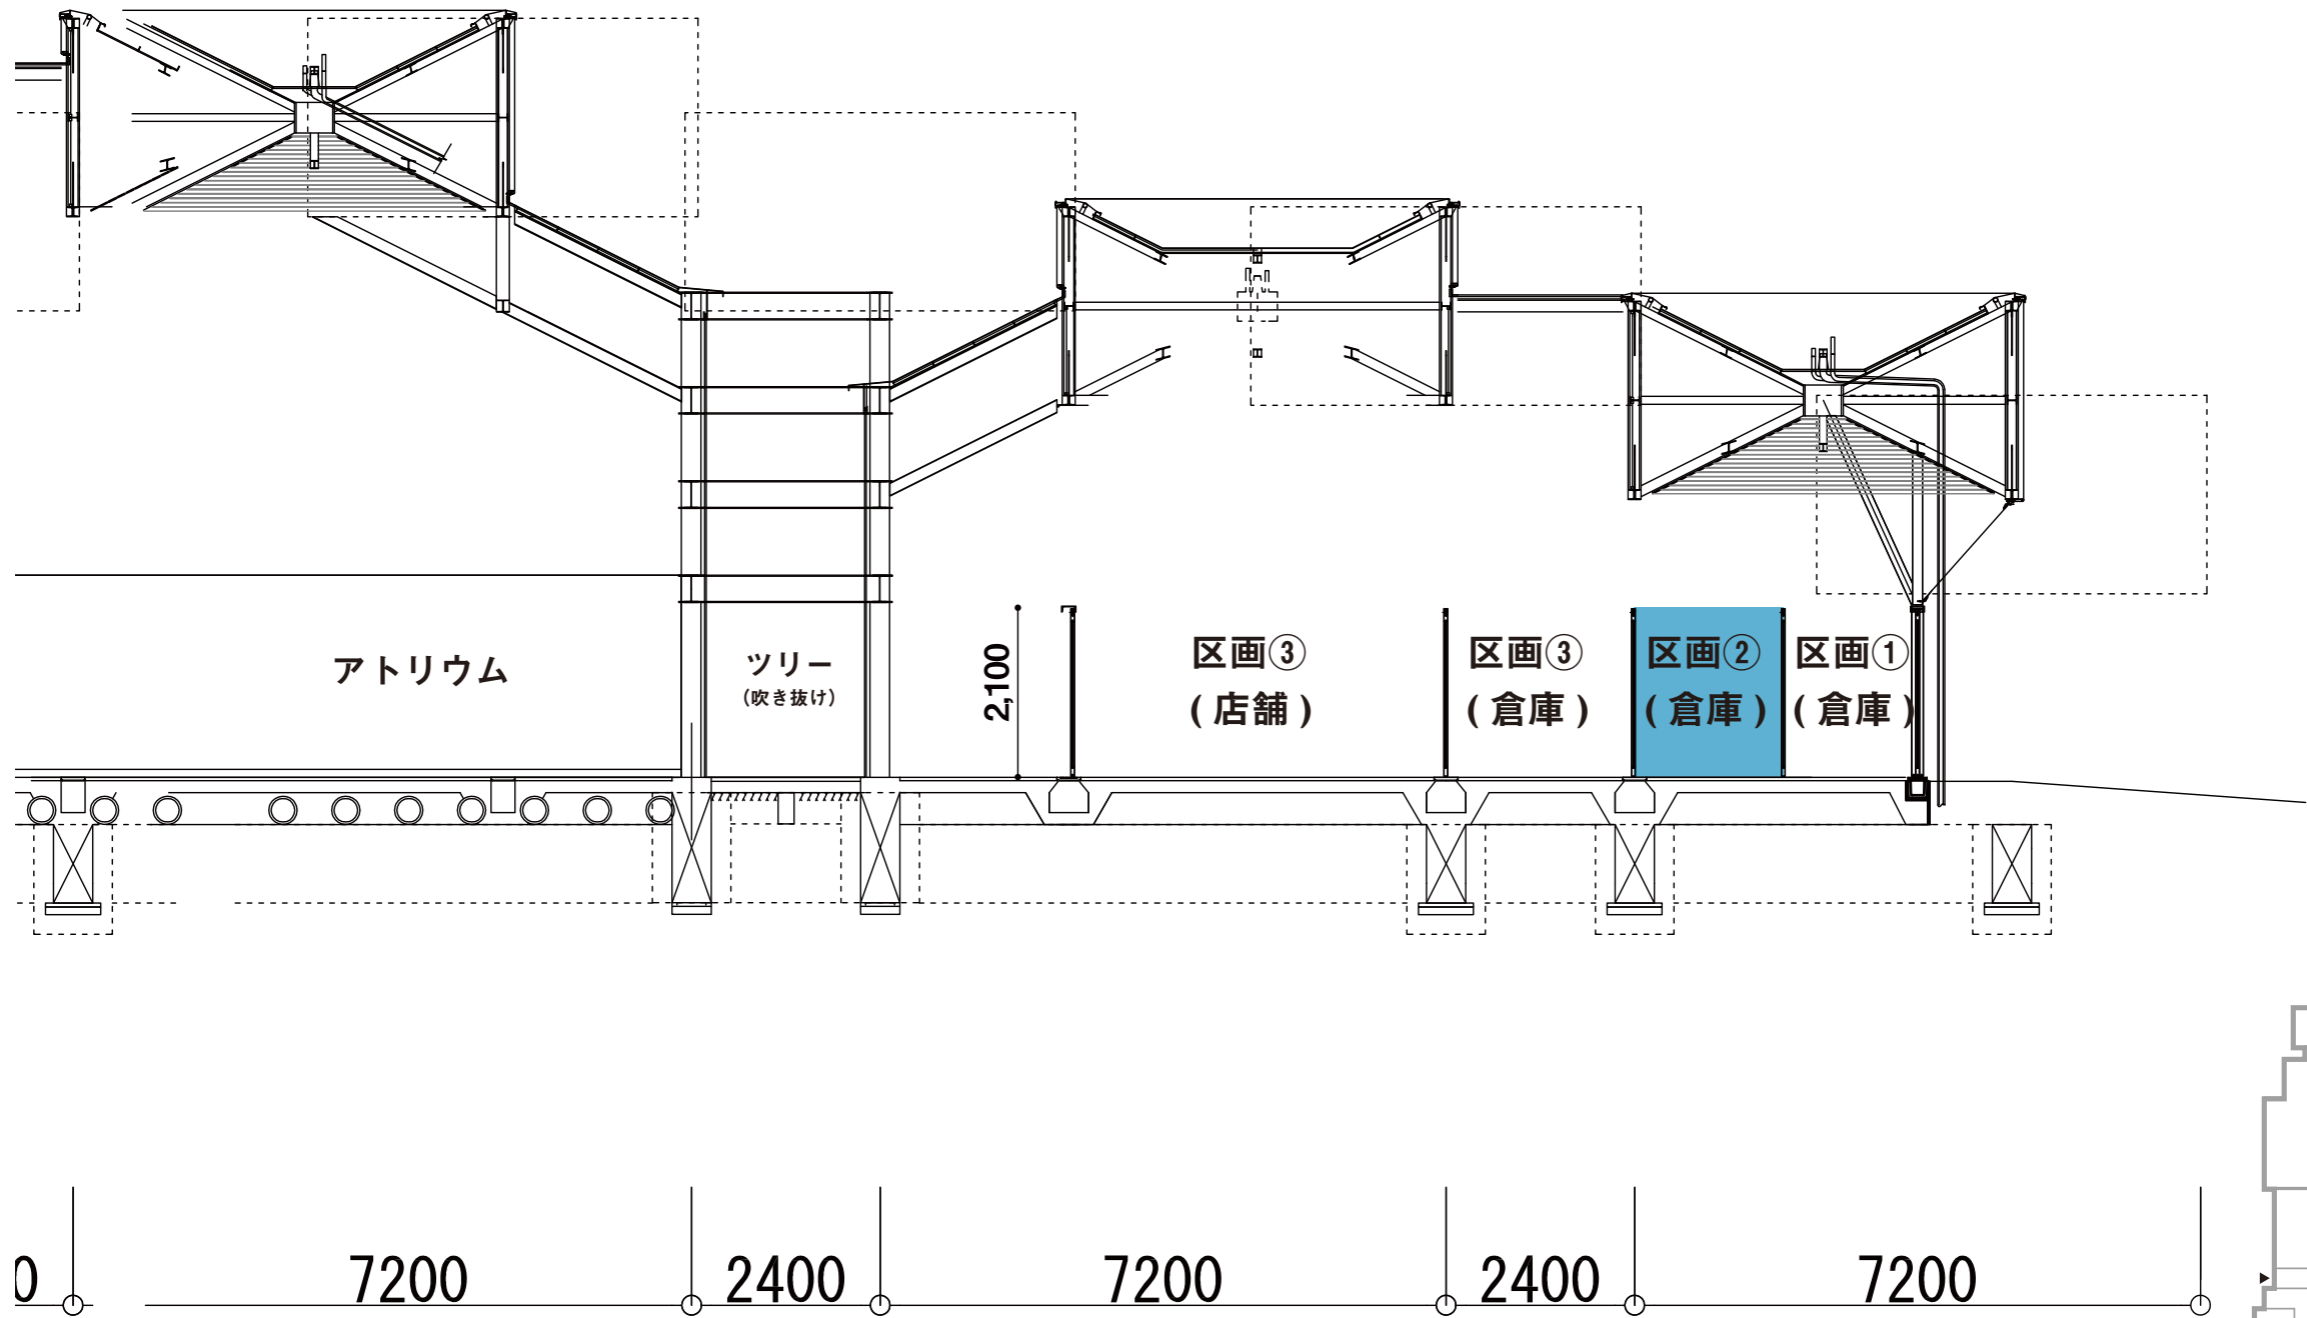 アトリウム
ツリー
(吹き抜け)
2,100
区画③
(店舗)
区画③
(倉庫)
区画②
(倉庫)
区画①
(倉庫)
0
7200
2400
7200
2400
7200